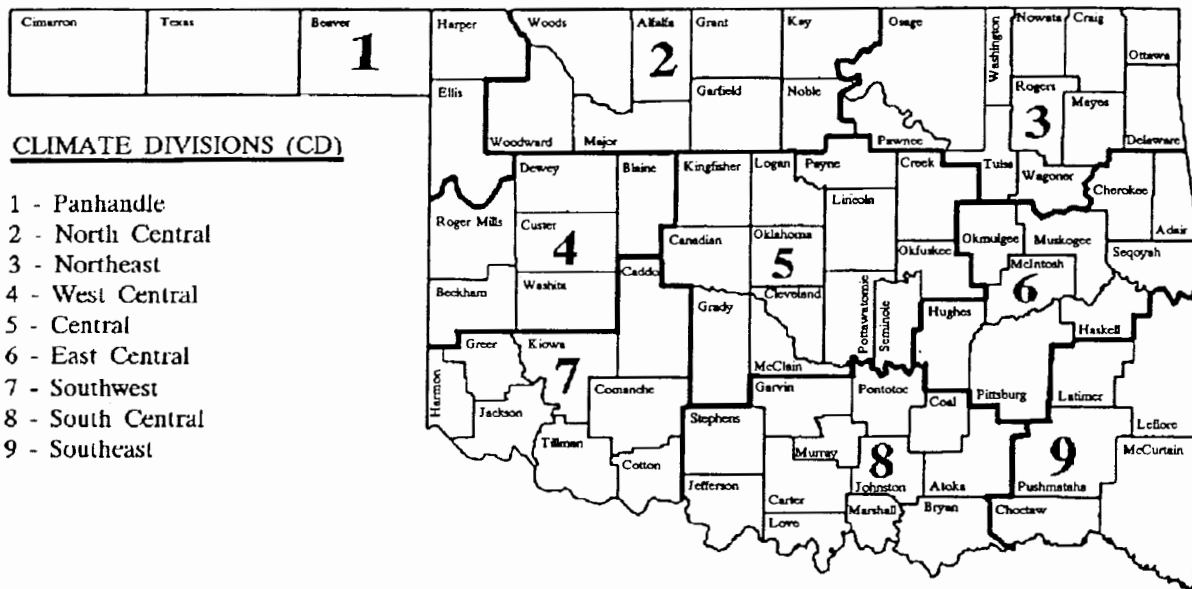 Cimarron
Texas
Beaver
1
Harper
Woods
Alfalfa
2
Grant
Kay
Osage
Washington
Nowata
Craig
Ottawa
Ellis
Woodward
Major
Garfield
Noble
Pawnee
Rogers
3
Mayes
Delaware
CLIMATE DIVISIONS (CD)
1 - Panhandle
2 - North Central
3 - Northeast
4 - West Central
5 - Central
6 - East Central
7 - Southwest
8 - South Central
9 - Southeast
Dewey
Blaine
Kingfisher
Logan
Payne
Creek
Tulsa
Wagoner
Cherokee
Adair
Roger Mills
Custer
4
Canadian
Oklahoma
5
Lincoln
Okfuskee
Okmulgee
Muskogee
Sequoyah
Beckham
Washita
Caddo
Grady
Cleveland
McClain
Pottawatomie
Seminole
Hughes
McIntosh
6
Haskell
Harmon
Greer
Kiowa
7
Jackson
Comanche
Tillman
Cotton
Stephens
Garvin
Pontotoc
Coal
Pittsburg
Latimer
Leflore
Jefferson
Murray
8
Johnston
Atoka
9
Pushmataha
McCurtain
Carter
Love
Marshall
Bryan
Choctaw